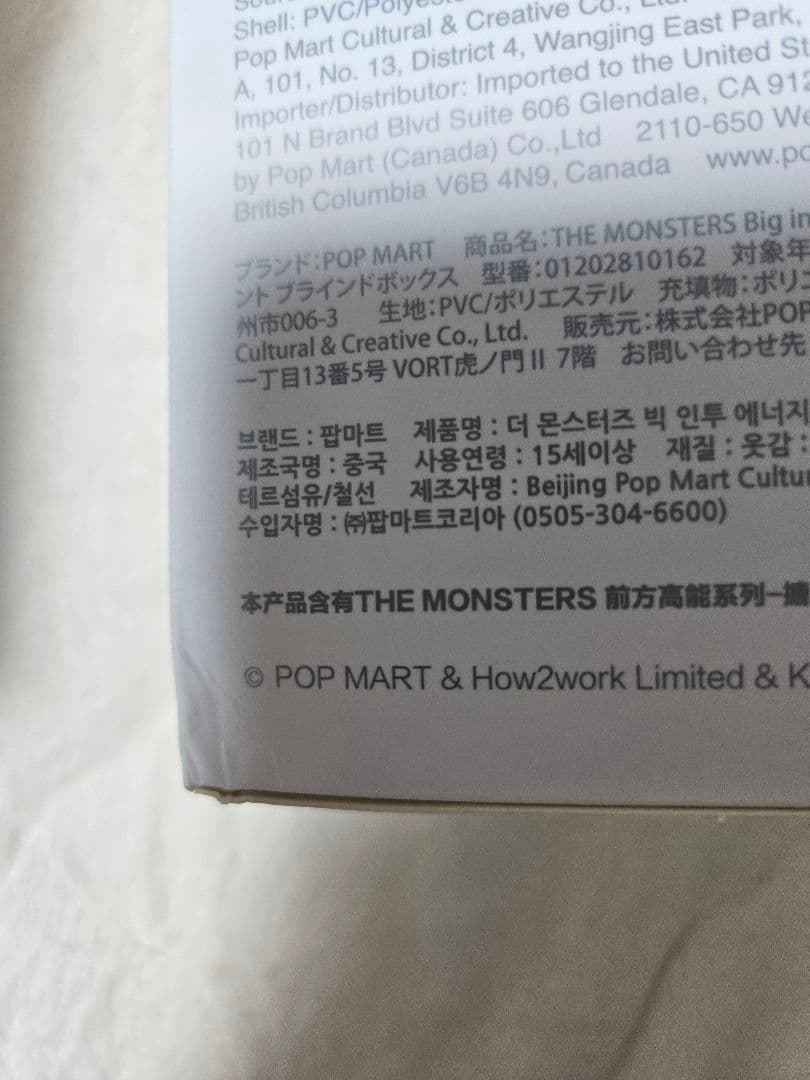 Shell: PVC/Polyes
Pop Mart Cultural & Creative Co., Ltd.
A, 101, No. 13, District 4, Wangjing East Park,
Importer/Distributor: Imported to the United St
101 N Brand Blvd Suite 606 Glendale, CA 912
by Pop Mart (Canada) Co.,Ltd 2110-650 We
British Columbia V6B 4N9, Canada www.po
ブランド:POP MART 商品名:THE MONSTERS Big in
ント ブラインドボックス 型番:01202810162 対象年
州市006-3 生地:PVC/ポリエステル 充填物:ポリエ
Cultural & Creative Co., Ltd. 販売元:株式会社POP
一丁目13番5号 VORT虎ノ門II 7階 お問い合わせ先
브랜드 : 팝마트 제품명 : 더 몬스터즈 빅 인투 에너지
제조국명 : 중국 사용연령 : 15세이상 재질 : 옷감 :
테르섬유/철선 제조자명 : Beijing Pop Mart Cultur
수입자명 : ㈜팝마트코리아 (0505-304-6600)
本产品含有THE MONSTERS 前方高能系列-搪
© POP MART & How2work Limited & K